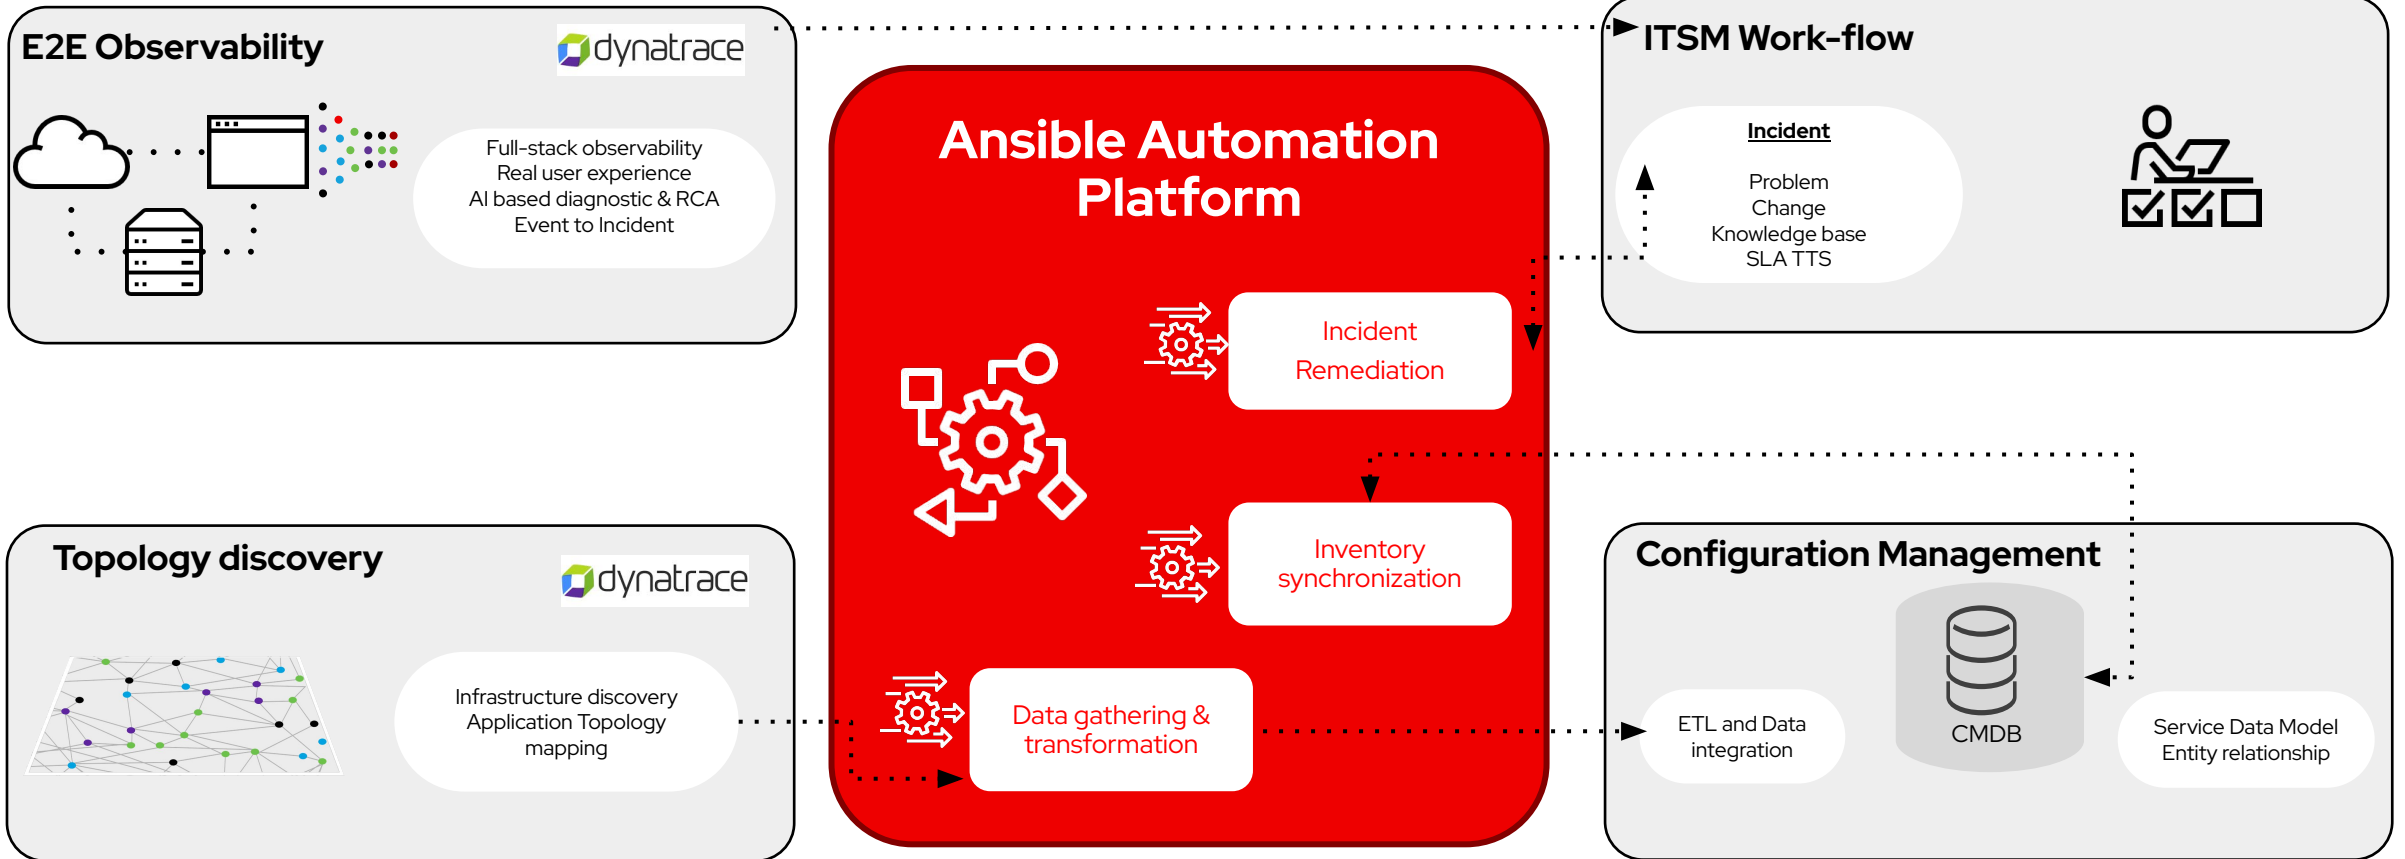 E2E Observability
dynatrace
Full-stack observability
Real user experience
AI based diagnostic & RCA
Event to Incident
Ansible Automation
Platform
Incident
Remediation
Inventory
synchronization
Data gathering &
transformation
ITSM Work-flow
Incident
Problem
Change
Knowledge base
SLA TTS
Topology discovery
dynatrace
Infrastructure discovery
Application Topology
mapping
Configuration Management
ETL and Data
integration
CMDB
Service Data Model
Entity relationship